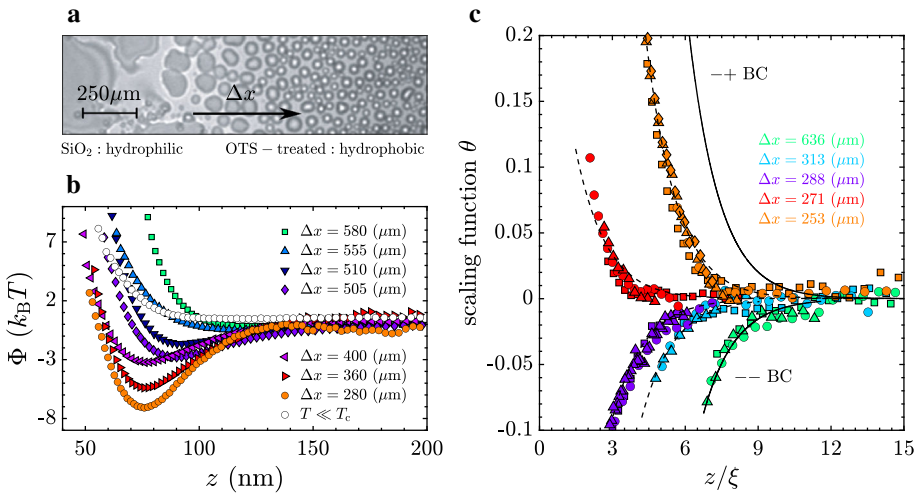 a
250μm
Δx
SiO₂ : hydrophilic
OTS − treated : hydrophobic
b
Φ (k_BT)
7
2
-3
-8
50
100
150
200
z (nm)
Δx = 580 (μm)
Δx = 555 (μm)
Δx = 510 (μm)
Δx = 505 (μm)
Δx = 400 (μm)
Δx = 360 (μm)
Δx = 280 (μm)
T ≪ T_c
c
scaling function θ
0.2
0.15
0.1
0.05
0
-0.05
-0.1
0
3
6
9
12
15
z/ξ
−+ BC
Δx = 636 (μm)
Δx = 313 (μm)
Δx = 288 (μm)
Δx = 271 (μm)
Δx = 253 (μm)
−− BC